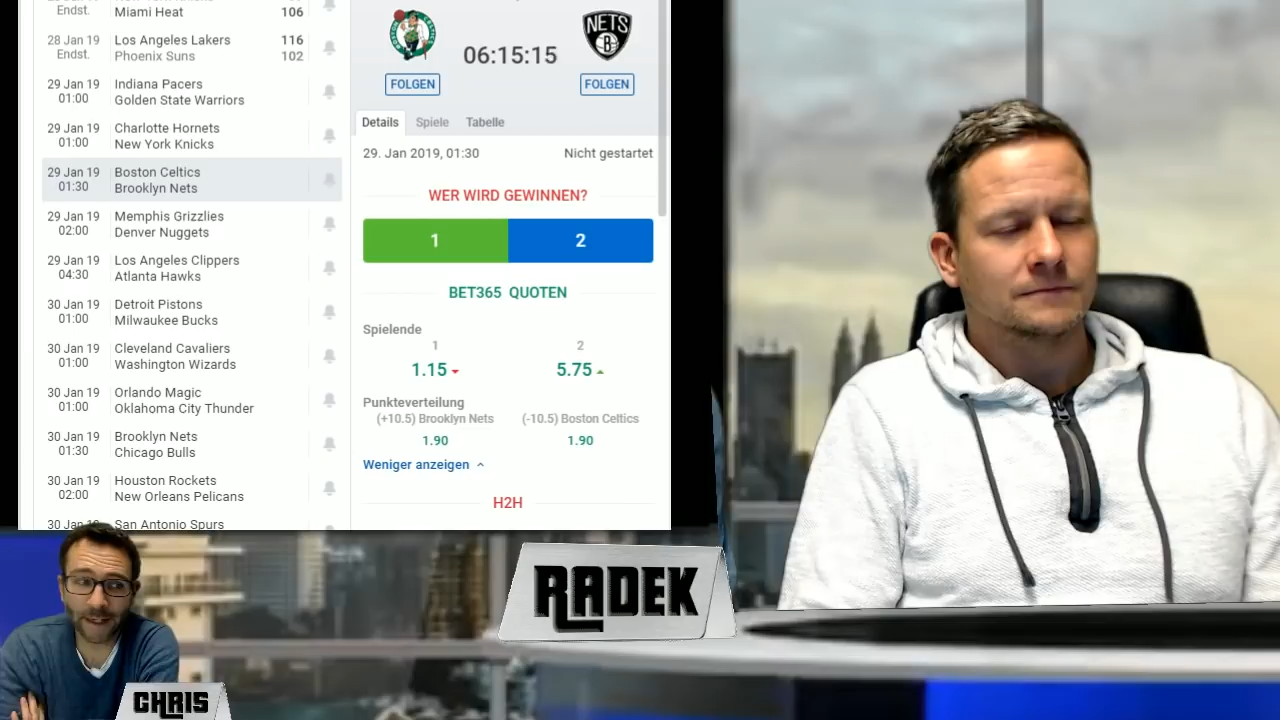 Endst.
Miami Heat
106
28 Jan 19
Endst.
Los Angeles Lakers
116
Phoenix Suns
102
29 Jan 19
01:00
Indiana Pacers
Golden State Warriors
29 Jan 19
01:00
Charlotte Hornets
New York Knicks
29 Jan 19
01:30
Boston Celtics
Brooklyn Nets
29 Jan 19
02:00
Memphis Grizzlies
Denver Nuggets
29 Jan 19
04:30
Los Angeles Clippers
Atlanta Hawks
30 Jan 19
01:00
Detroit Pistons
Milwaukee Bucks
30 Jan 19
01:00
Cleveland Cavaliers
Washington Wizards
30 Jan 19
01:00
Orlando Magic
Oklahoma City Thunder
30 Jan 19
01:30
Brooklyn Nets
Chicago Bulls
30 Jan 19
02:00
Houston Rockets
New Orleans Pelicans
30 Jan 19
San Antonio Spurs
NETS
B
06:15:15
FOLGEN
FOLGEN
Details Spiele Tabelle
29. Jan 2019, 01:30 Nicht gestartet
WER WIRD GEWINNEN?
1 2
BET365 QUOTEN
Spielende
1 2
1.15 5.75
Punkteverteilung
(+10.5) Brooklyn Nets (-10.5) Boston Celtics
1.90 1.90
Weniger anzeigen
H2H
RADEK
CHRIS